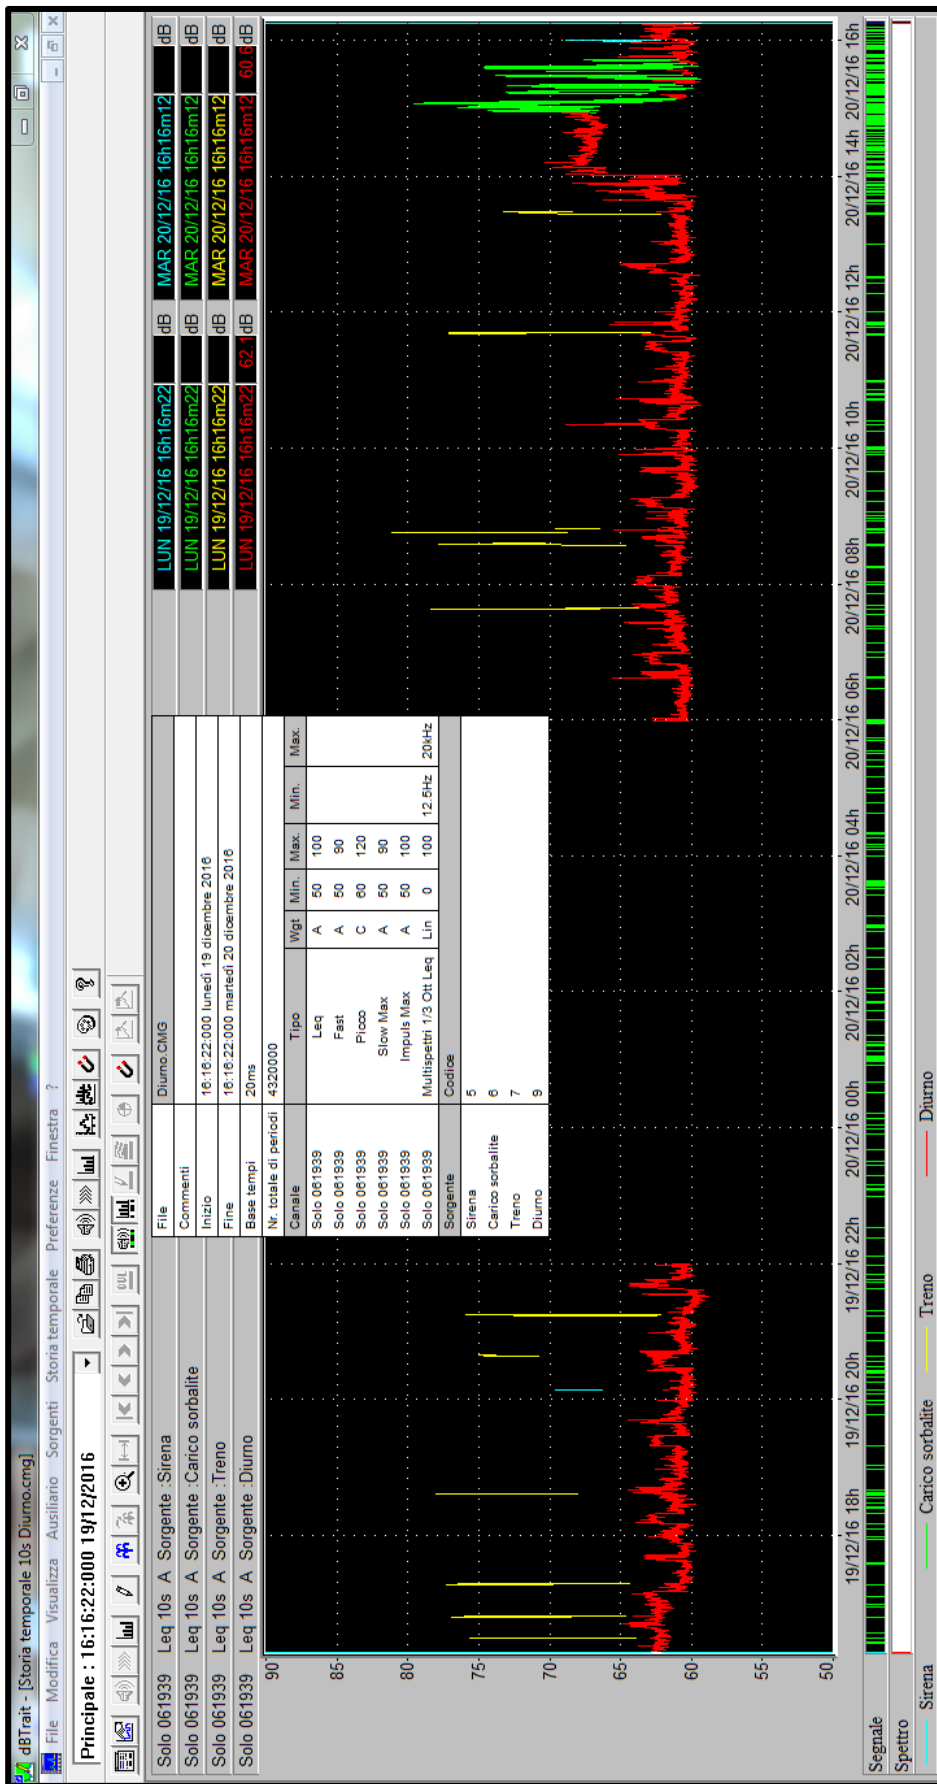 dBTrait - [Storia temporale 10s Diurno.cmg]
File Modifica Visualizza Ausiliario Sorgenti Storia temporale Preferenze Finestra ?
Principale : 16:16:22:000 19/12/2016
OVL
Solo 061939 Leq 10s A Sorgente :Sirena LUN 19/12/16 16h16m22 dB MAR 20/12/16 16h16m12 dB
Solo 061939 Leq 10s A Sorgente :Carico sorbalite LUN 19/12/16 16h16m22 dB MAR 20/12/16 16h16m12 dB
Solo 061939 Leq 10s A Sorgente :Treno LUN 19/12/16 16h16m22 dB MAR 20/12/16 16h16m12 dB
Solo 061939 Leq 10s A Sorgente :Diurno LUN 19/12/16 16h16m22 62.1 dB MAR 20/12/16 16h16m12 60.6 dB
File Diurno.CMG
Commenti
Inizio 16:16:22:000 lunedì 19 dicembre 2016
Fine 16:16:22:000 martedì 20 dicembre 2016
Base tempi 20ms
Nr. totale di periodi 4320000
Canale Tipo Wgt Min. Max. Min. Max.
Solo 061939 Leq A 50 100
Solo 061939 Fast A 50 90
Solo 061939 Picco C 60 120
Solo 061939 Slow Max A 50 90
Solo 061939 Impuls Max A 50 100
Solo 061939 Multispettri 1/3 Ott Leq Lin 0 100 12.5Hz 20kHz
Sorgente Codice
Sirena 5
Carico sorbalite 6
Treno 7
Diurno 9
90
85
80
75
70
65
60
55
50
19/12/16 18h 19/12/16 20h 19/12/16 22h 20/12/16 00h 20/12/16 02h 20/12/16 04h 20/12/16 06h 20/12/16 08h 20/12/16 10h 20/12/16 12h 20/12/16 14h 20/12/16 16h
Segnale
Spettro
Sirena Carico sorbalite Treno Diurno